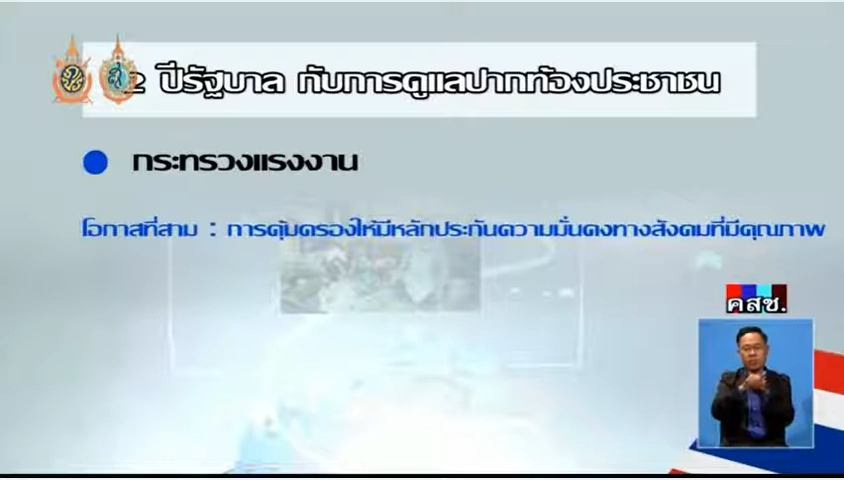 2 ปีรัฐบาล กับการดูแลปากท้องประชาชน
กระทรวงแรงงาน
โอกาสที่สาม : การคุ้มครองให้มีหลักประกันความมั่นคงทางสังคมที่มีคุณภาพ
คสช.